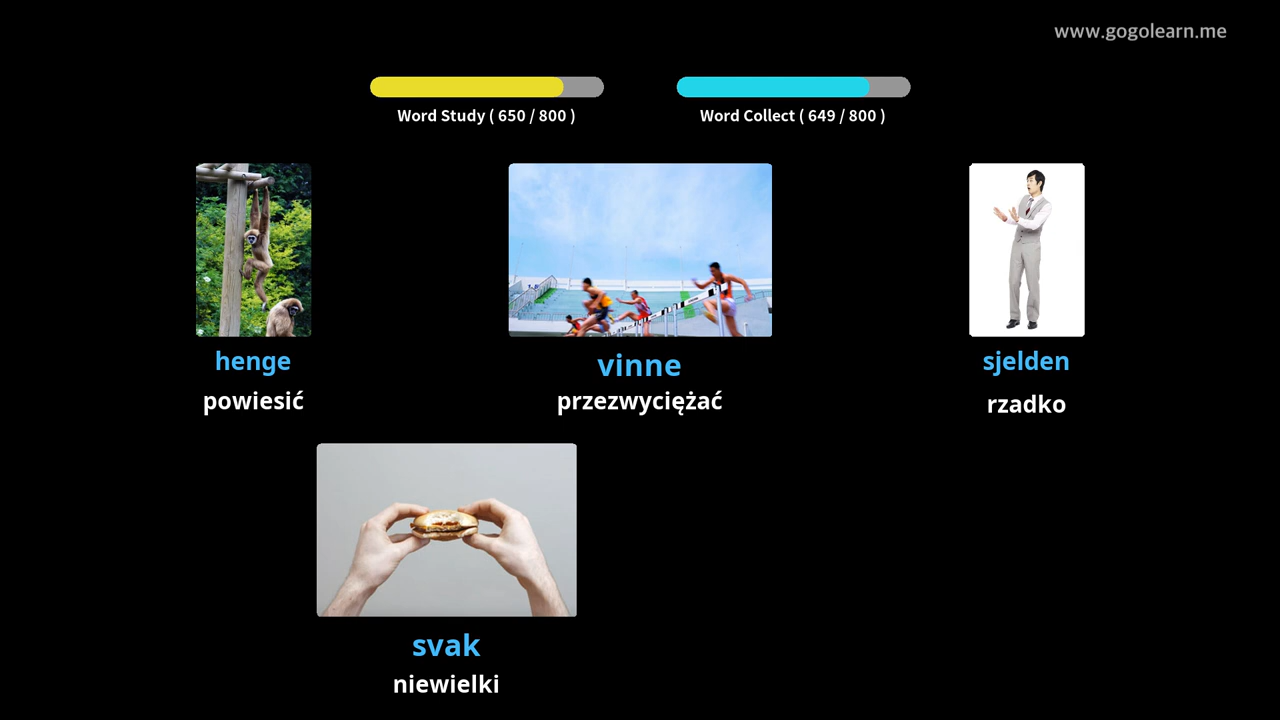 www.gogolearn.me
Word Study ( 650 / 800 )
Word Collect ( 649 / 800 )
henge
powiesić
vinne
przezwyciężać
sjelden
rzadko
svak
niewielki